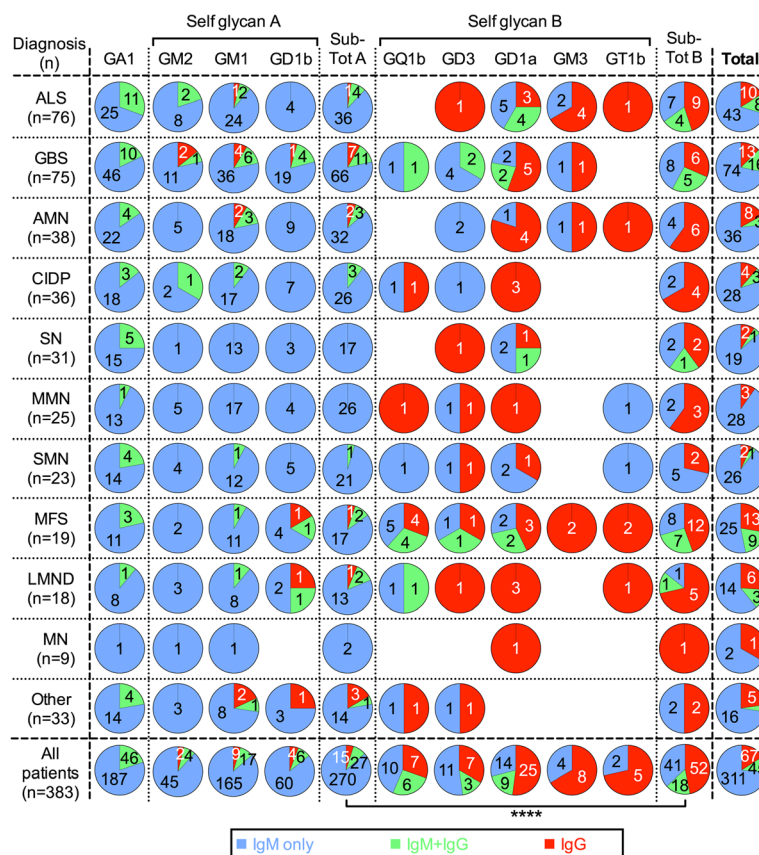 Self glycan A Self glycan B
Diagnosis (n) GA1 GM2 GM1 GD1b Sub-Tot A GQ1b GD3 GD1a GM3 GT1b Sub-Tot B Total
ALS (n=76) 25 11 8 2 24 1 2 4 36 1 4 1 5 3 4 2 4 1 7 9 4 43 10 8
GBS (n=75) 46 10 11 2 1 36 4 6 19 1 4 66 7 11 1 1 4 2 2 5 2 1 1 8 6 5 74 13 16
AMN (n=38) 22 4 5 18 2 3 9 32 2 3 2 1 4 1 1 1 4 6 36 8
CIDP (n=36) 18 3 2 1 17 2 7 26 3 1 1 1 3 2 4 28 4 3
SN (n=31) 15 5 1 13 3 17 1 2 1 1 2 2 1 19 2 1
MMN (n=25) 13 1 5 17 4 26 1 1 1 1 1 2 3 28 3
SMN (n=23) 14 4 4 12 1 5 21 1 1 1 1 2 1 1 5 2 26 2 1
MFS (n=19) 11 3 2 11 1 4 1 1 17 1 2 5 4 4 1 1 1 2 3 2 2 2 8 12 7 25 13 9
LMND (n=18) 8 1 3 8 1 2 1 1 13 1 2 1 1 1 3 1 1 1 5 14 6 3
MN (n=9) 1 1 1 2 1 1 2 1
Other (n=33) 14 4 3 8 2 1 3 1 14 3 1 1 1 1 1 2 2 16 5
All patients (n=383) 187 46 45 2 4 165 9 17 60 4 6 270 15 27 10 7 6 11 7 3 14 25 9 4 8 2 5 41 52 18 311 67
****
IgM only IgM+IgG IgG